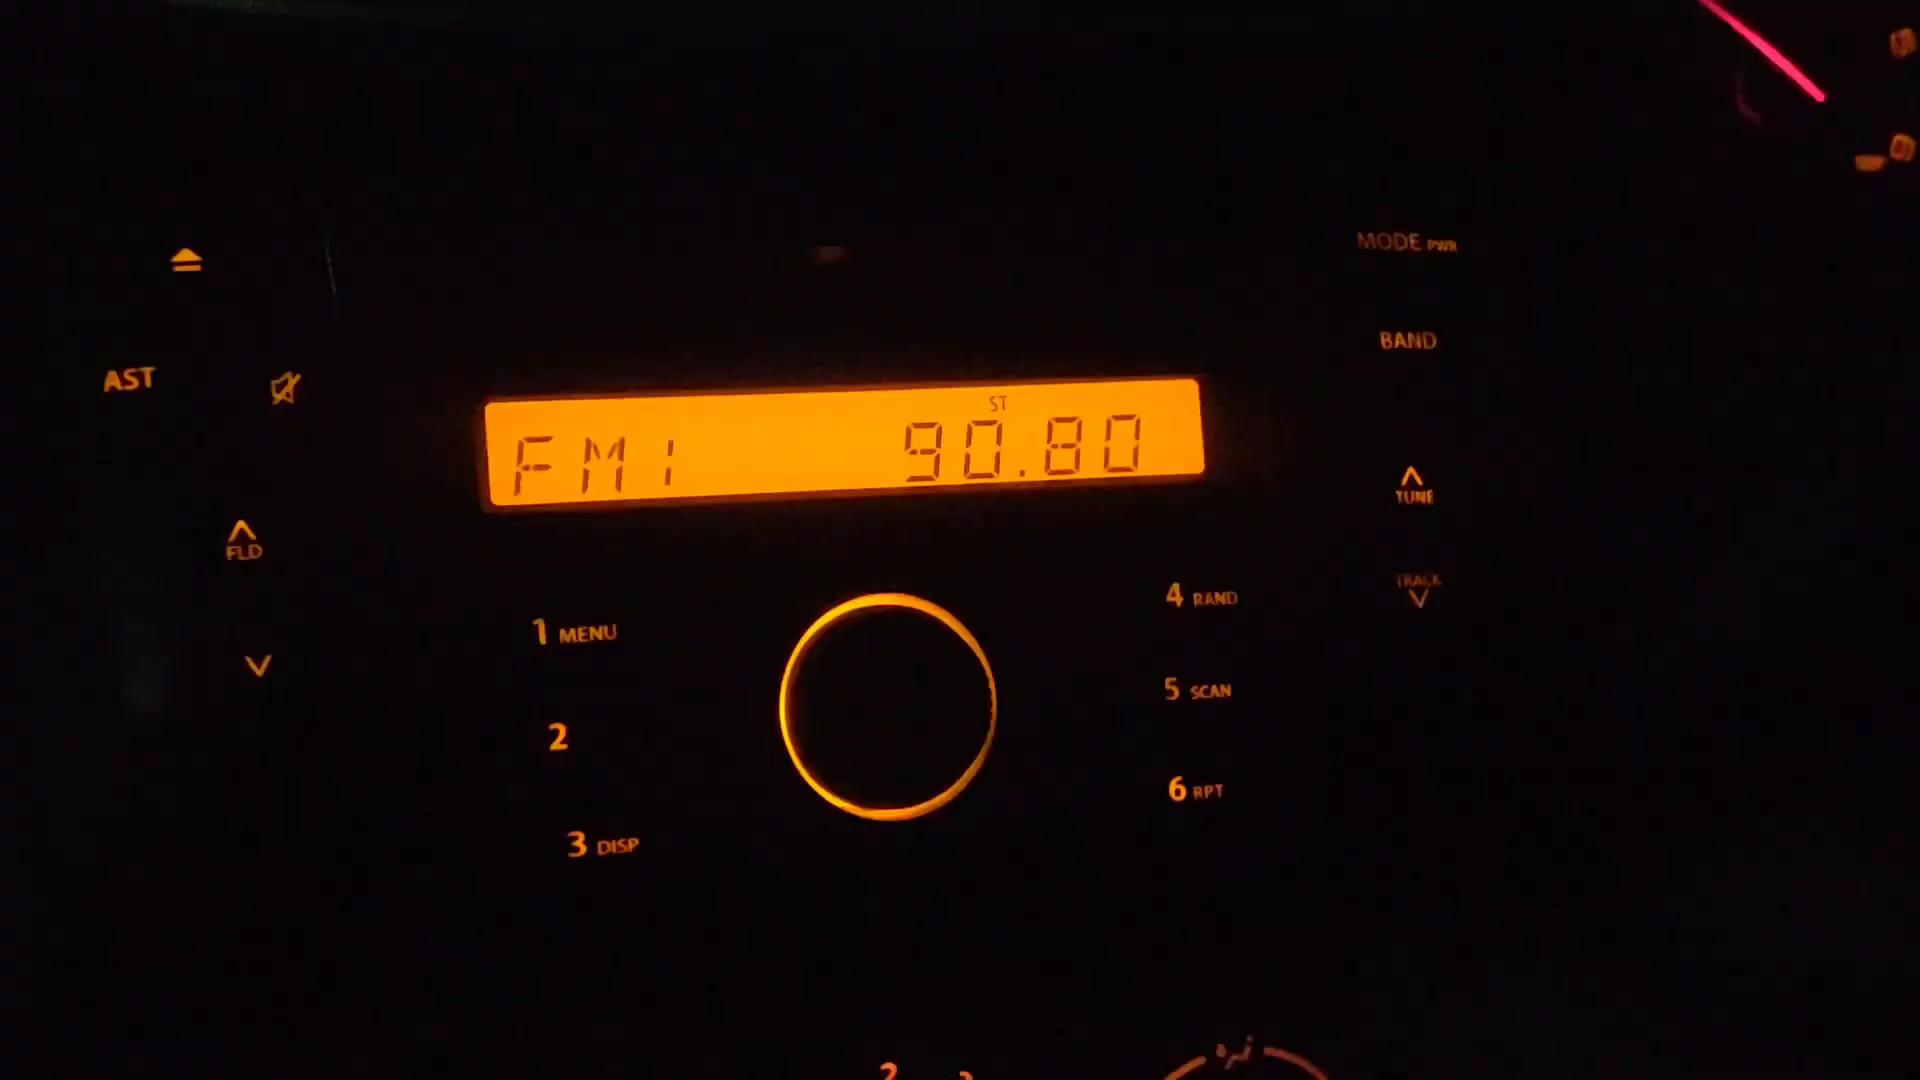 MODE PWR
BAND
AST
ST
FM1 90.80
TUNE
FLD
TRACK
1 MENU
4 RAND
5 SCAN
2
6 RPT
3 DISP
2